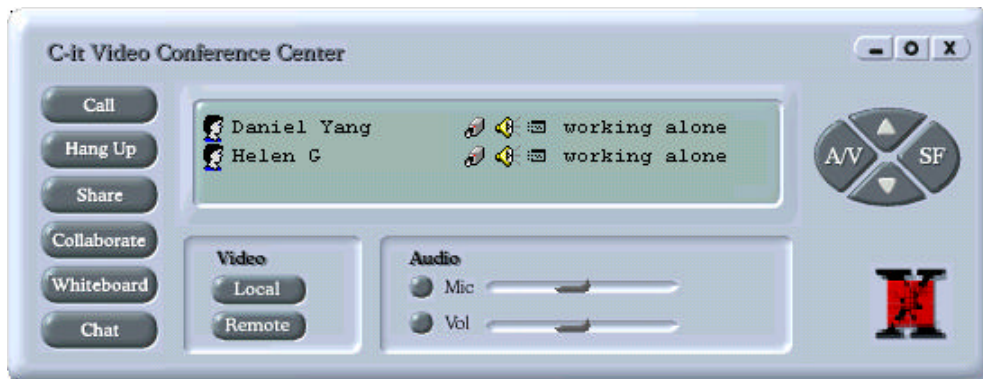 C-it Video Conference Center
Call
Hang Up
Share
Collaborate
Whiteboard
Chat
Daniel Yang working alone
Helen G working alone
A/V SF
Video
Local
Remote
Audio
Mic
Vol